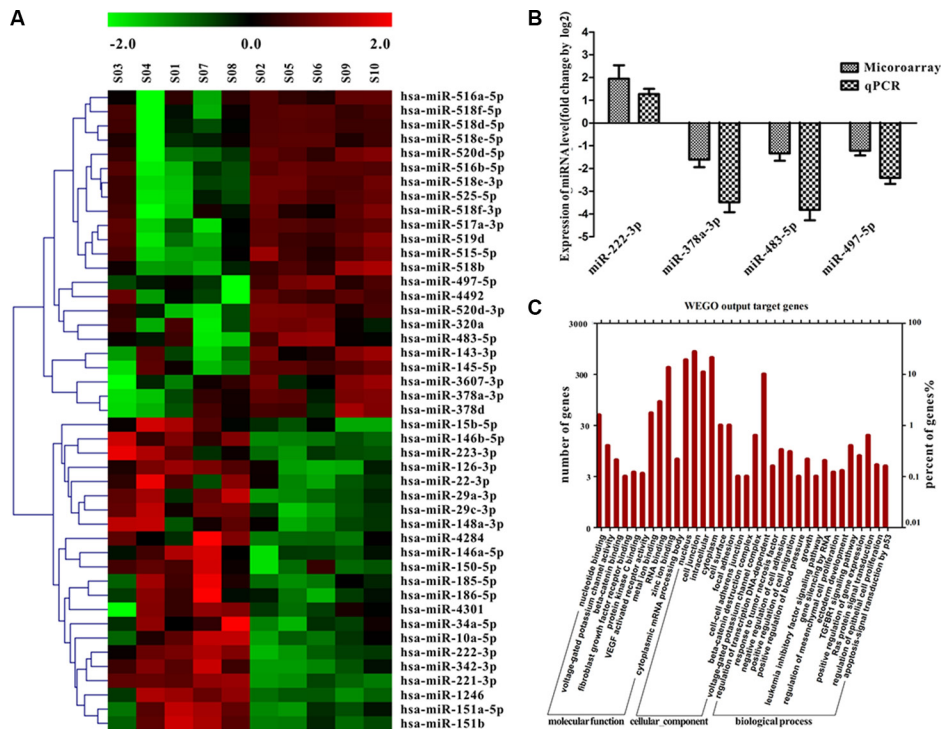 A
-2.0 0.0 2.0
S03 S04 S01 S07 S08 S02 S05 S06 S09 S10
hsa-miR-516a-5p
hsa-miR-518f-5p
hsa-miR-518d-5p
hsa-miR-518e-5p
hsa-miR-520d-5p
hsa-miR-516b-5p
hsa-miR-518e-3p
hsa-miR-525-5p
hsa-miR-518f-3p
hsa-miR-517a-3p
hsa-miR-519d
hsa-miR-515-5p
hsa-miR-518b
hsa-miR-497-5p
hsa-miR-4492
hsa-miR-520d-3p
hsa-miR-320a
hsa-miR-483-5p
hsa-miR-143-3p
hsa-miR-145-5p
hsa-miR-3607-3p
hsa-miR-378a-3p
hsa-miR-378d
hsa-miR-15b-5p
hsa-miR-146b-5p
hsa-miR-223-3p
hsa-miR-126-3p
hsa-miR-22-3p
hsa-miR-29a-3p
hsa-miR-29c-3p
hsa-miR-148a-3p
hsa-miR-4284
hsa-miR-146a-5p
hsa-miR-150-5p
hsa-miR-185-5p
hsa-miR-186-5p
hsa-miR-4301
hsa-miR-34a-5p
hsa-miR-10a-5p
hsa-miR-222-3p
hsa-miR-342-3p
hsa-miR-221-3p
hsa-miR-1246
hsa-miR-151a-5p
hsa-miR-151b
B
Expression of miRNA level(fold change by log2)
4
3
2
1
0
-1
-2
-3
-4
-5
Micoroarray
qPCR
miR-222-3p
miR-378a-3p
miR-483-5p
miR-497-5p
C
WEGO output target genes
number of genes
3000
300
30
3
0
100
10
1
0.1
0.01
percent of genes%
nucleotide binding
voltage-gated potassium channel activity
beta-catenin binding
fibroblast growth factor receptor binding
protein kinase c binding
VEGF activated receptor activity
metal ion binding
RNA binding
zinc ion binding
cytoplasmic mRNA processing body
nucleus
cell junction
intracellular
cytoplasm
cell surface
focal adhesion
cell-cell adherens junction
beta-catenin destruction complex
voltage-gated potassium channel complex
regulation of transcription, DNA-dependent
response to tumor necrosis factor
negative regulation of cell adhesion
positive regulation of cell migration
positive regulation of blood pressure
growth
leukemia inhibitory factor signaling pathway
gene silencing by RNA
regulation of mesenchymal cell proliferation
ectoderm development
TGFBR1 signaling pathway
positive regulation of gene expression
Ras protein signal transduction
regulation of epithelial cell proliferation
apoptosis-signal transduction by p53
molecular function
cellular_component
biological process